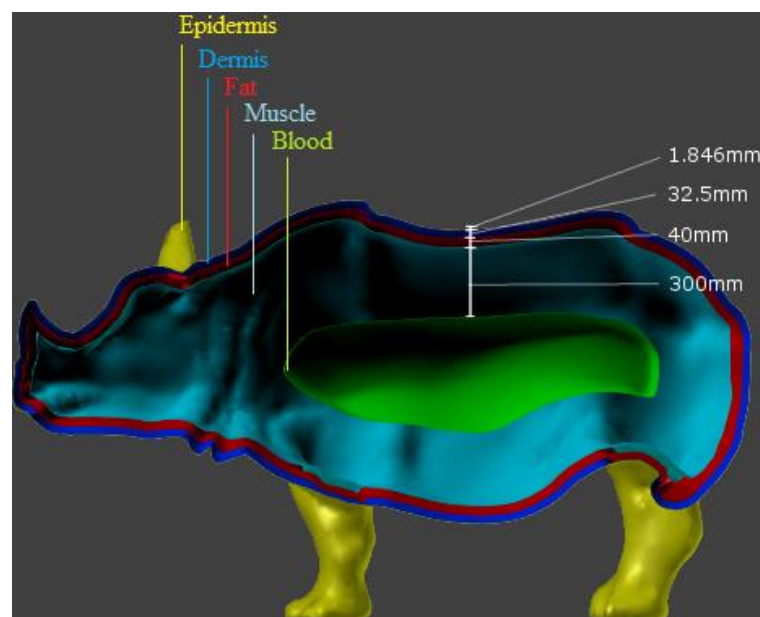 Epidermis
Dermis
Fat
Muscle
Blood
1.846mm
32.5mm
40mm
300mm